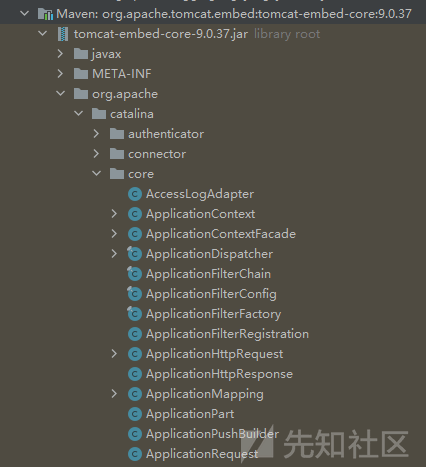 Maven: org.apache.tomcat.embed:tomcat-embed-core:9.0.37
tomcat-embed-core-9.0.37.jar library root
javax
META-INF
org.apache
catalina
authenticator
connector
core
AccessLogAdapter
ApplicationContext
ApplicationContextFacade
ApplicationDispatcher
ApplicationFilterChain
ApplicationFilterConfig
ApplicationFilterFactory
ApplicationFilterRegistration
ApplicationHttpRequest
ApplicationHttpResponse
ApplicationMapping
ApplicationPart
ApplicationPushBuilder
ApplicationRequest
先知社区